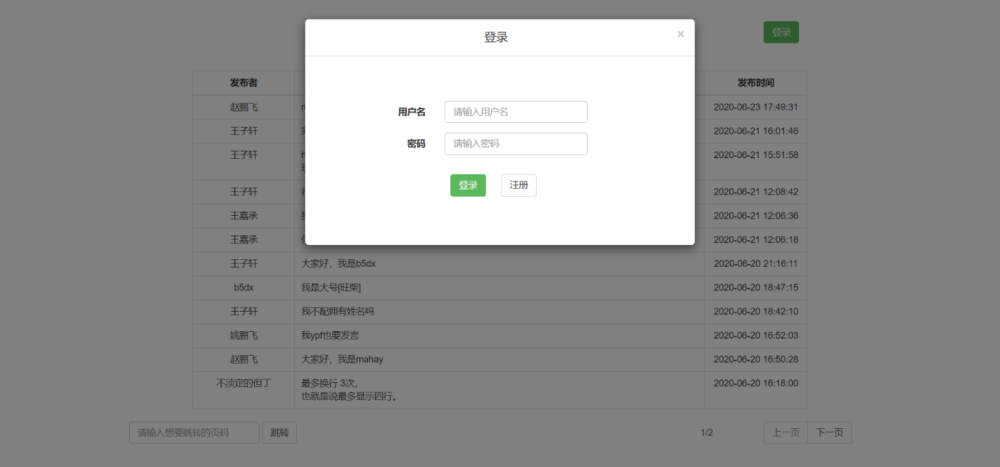 登录
×
登录
发布者
发布时间
用户名
请输入用户名
密码
请输入密码
登录
注册
赵鹏飞
2020-06-23 17:49:31
王子轩
2020-06-21 16:01:46
王子轩
2020-06-21 15:51:58
王子轩
2020-06-21 12:08:42
王嘉承
2020-06-21 12:06:36
王嘉承
2020-06-21 12:06:18
王子轩
大家好，我是b5dx
2020-06-20 21:16:11
b5dx
我是大号[旺柴]
2020-06-20 18:47:15
王子轩
我不配拥有姓名吗
2020-06-20 18:42:10
姚鹏飞
我ypf也要发言
2020-06-20 16:52:03
赵鹏飞
大家好，我是mahay
2020-06-20 16:50:28
不淡定的但丁
最多换行 3次，
也就是说最多显示四行。
2020-06-20 16:18:00
请输入想要跳转的页码
跳转
1/2
上一页
下一页